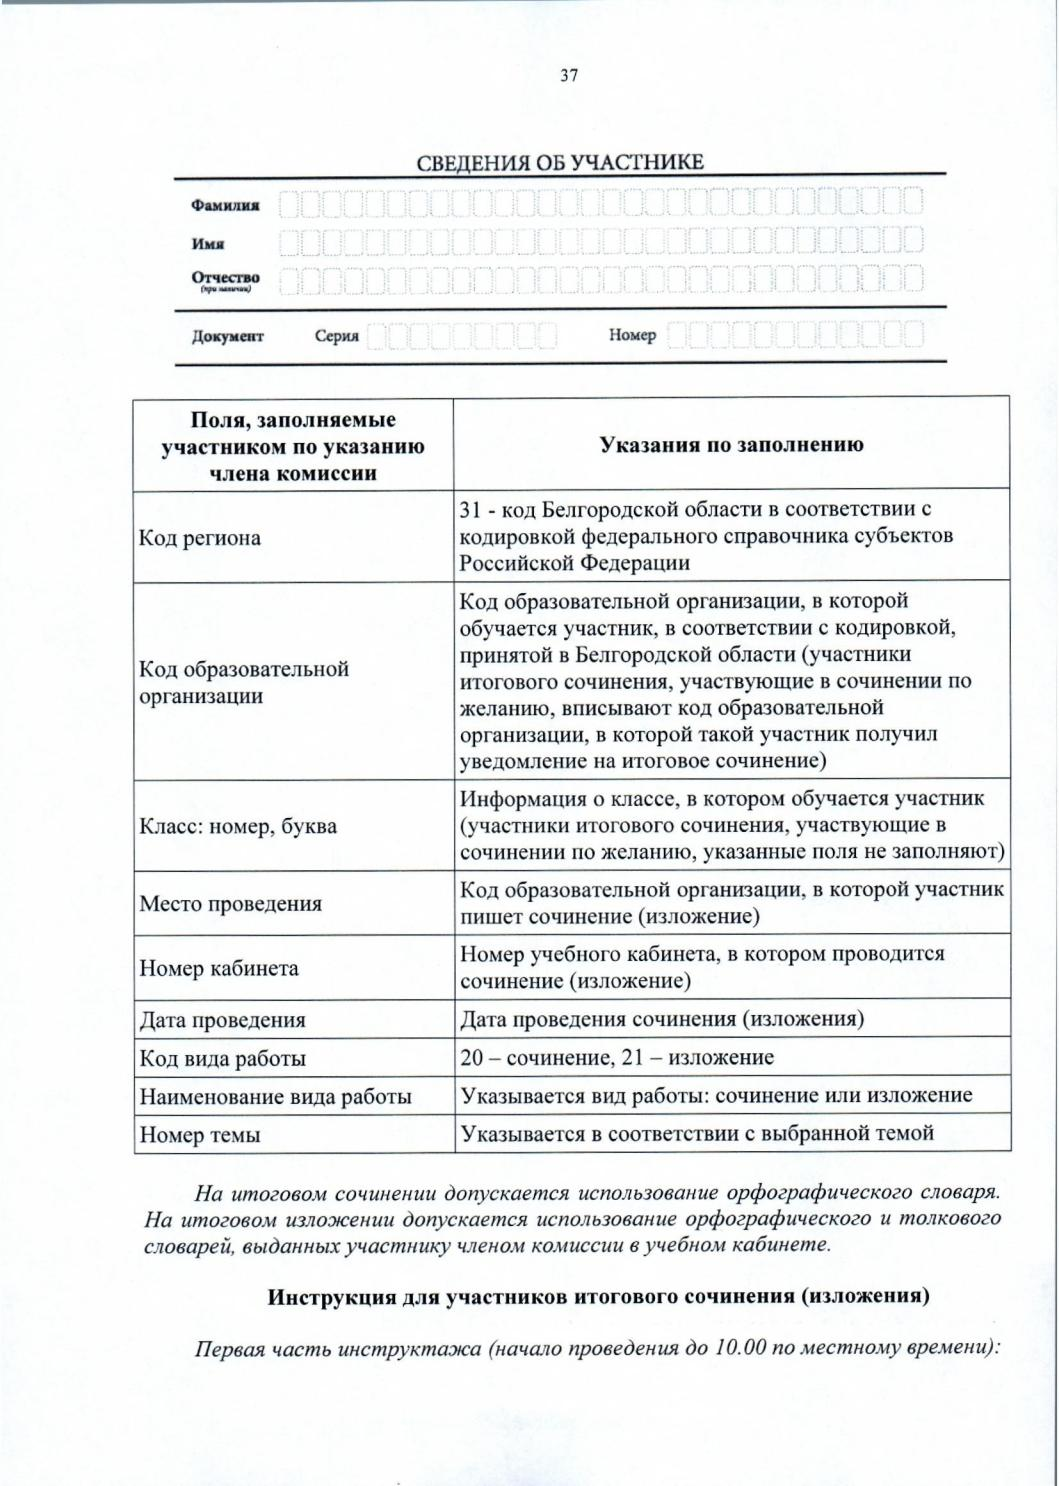 37
СВЕДЕНИЯ ОБ УЧАСТНИКЕ
Фамилия
Имя
Отчество
(при наличии)
Документ Серия Номер
Поля, заполняемые
участником по указанию
члена комиссии
Указания по заполнению
Код региона
31 - код Белгородской области в соответствии с
кодировкой федерального справочника субъектов
Российской Федерации
Код образовательной
организации
Код образовательной организации, в которой
обучается участник, в соответствии с кодировкой,
принятой в Белгородской области (участники
итогового сочинения, участвующие в сочинении по
желанию, вписывают код образовательной
организации, в которой такой участник получил
уведомление на итоговое сочинение)
Класс: номер, буква
Информация о классе, в котором обучается участник
(участники итогового сочинения, участвующие в
сочинении по желанию, указанные поля не заполняют)
Место проведения
Код образовательной организации, в которой участник
пишет сочинение (изложение)
Номер кабинета
Номер учебного кабинета, в котором проводится
сочинение (изложение)
Дата проведения
Дата проведения сочинения (изложения)
Код вида работы
20 – сочинение, 21 – изложение
Наименование вида работы
Указывается вид работы: сочинение или изложение
Номер темы
Указывается в соответствии с выбранной темой
На итоговом сочинении допускается использование орфографического словаря.
На итоговом изложении допускается использование орфографического и толкового
словарей, выданных участнику членом комиссии в учебном кабинете.
Инструкция для участников итогового сочинения (изложения)
Первая часть инструктажа (начало проведения до 10.00 по местному времени):